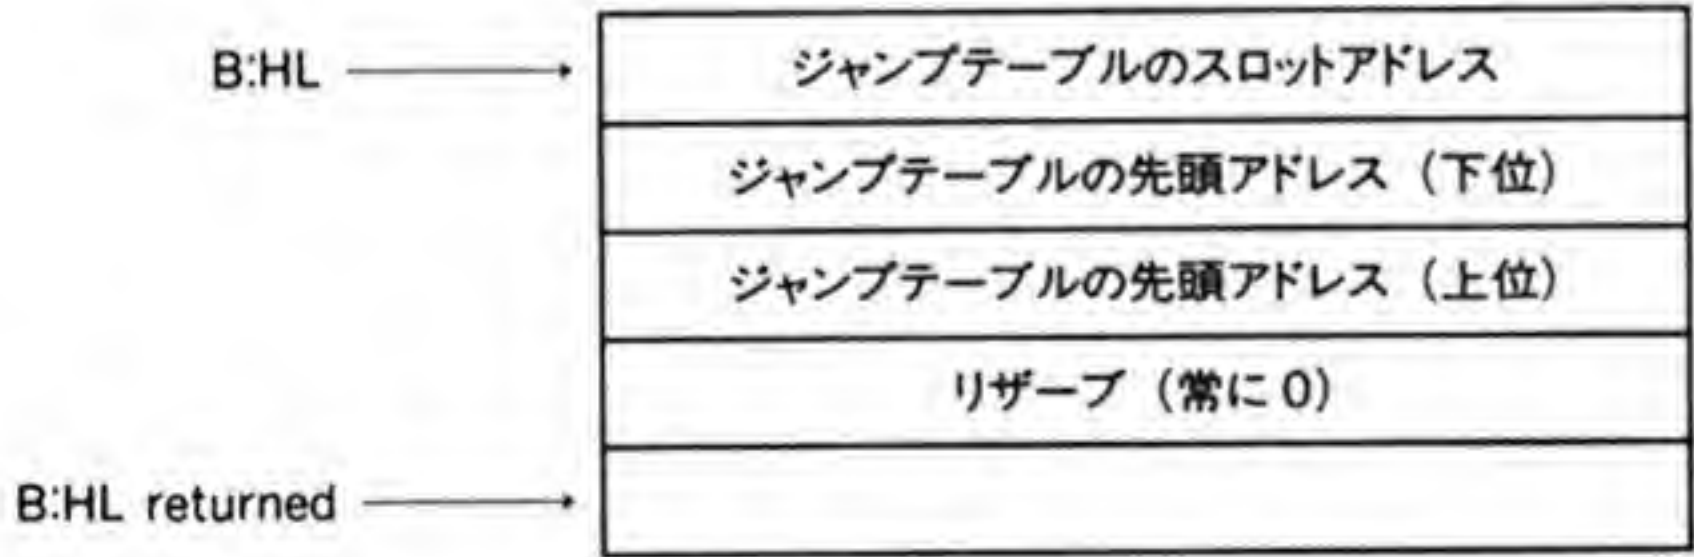 B:HL
ジャンプテーブルのスロットアドレス
ジャンプテーブルの先頭アドレス（下位）
ジャンプテーブルの先頭アドレス（上位）
リザーブ（常に0）
B:HL returned